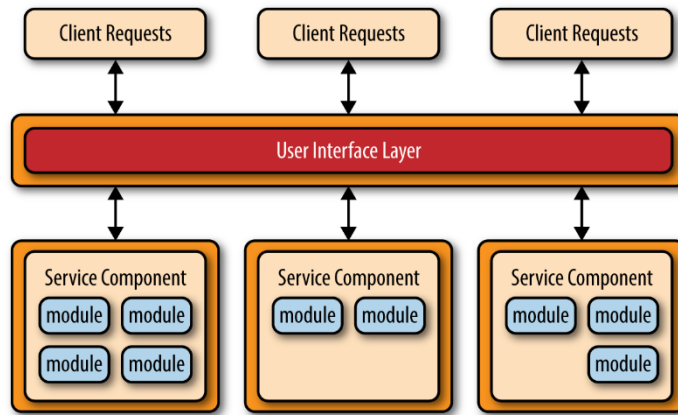 Client Requests
Client Requests
Client Requests
User Interface Layer
Service Component
module module
module module
Service Component
module module
Service Component
module module
module